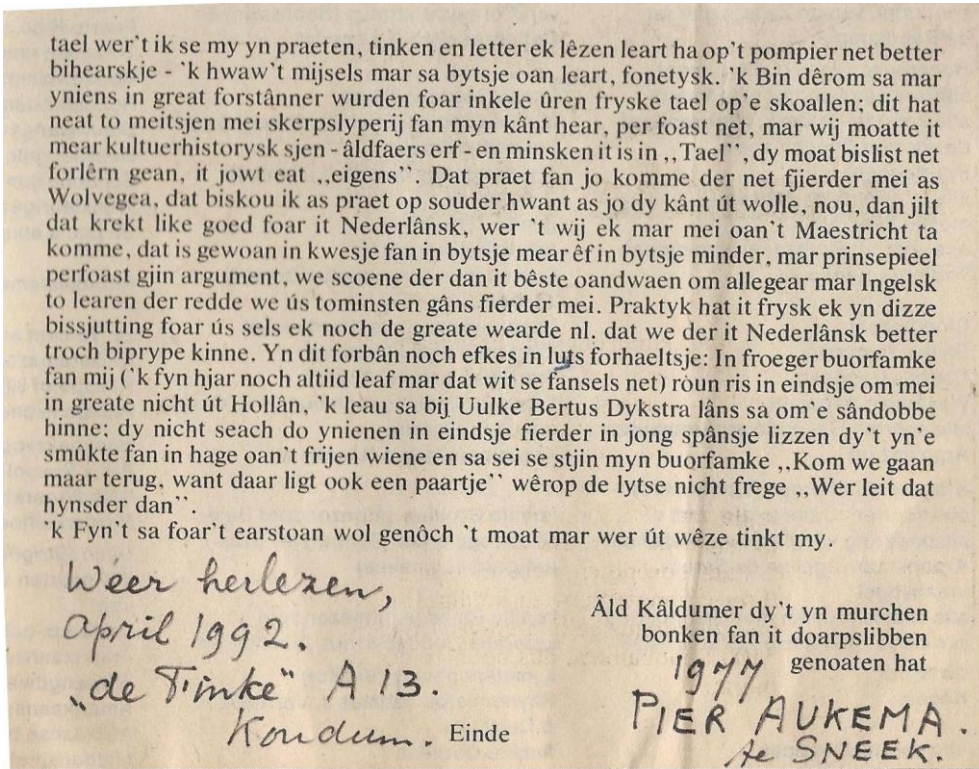 tael wer't ik se my yn praeten, tinken en letter ek lêzen leart ha op't pompier net better
bihearskje - 'k hwaw't mijsels mar sa bytsje oan leart, fonetysk. 'k Bin dêrom sa mar
yniens in great forstânner wurden foar inkele ûren fryske tael op'e skoallen; dit hat
neat to meitsjen mei skerpslyperij fan myn kânt hear, per foast net, mar wij moatte it
mear kultuerhistorysk sjen - âldfaers erf - en minsken it is in ,,Tael", dy moat bislist net
forlêrn gean, it jowt eat ,,eigens". Dat praet fan jo komme der net fjierder mei as
Wolvegea, dat biskou ik as praet op souder hwant as jo dy kânt út wolle, nou, dan jilt
dat krekt like goed foar it Nederlânsk, wer 't wij ek mar mei oan't Maestricht ta
komme, dat is gewoan in kwesje fan in bytsje mear êf in bytsje minder, mar prinsepieel
perfoast gjin argument, we scoene der dan it bêste oandwaen om allegear mar Ingelsk
to learen der redde we ús tominsten gâns fierder mei. Praktyk hat it frysk ek yn dizze
bissjutting foar ús sels ek noch de greate wearde nl. dat we der it Nederlânsk better
troch biprype kinne. Yn dit forbân noch efkes in luts forhaeltsje: In froeger buorfamke
fan mij ('k fyn hjar noch altiid leaf mar dat wit se fansels net) roun ris in eindsje om mei
in greate nicht út Hollân, 'k leau sa bij Uulke Bertus Dykstra lâns sa om'e sândobbe
hinne; dy nicht seach do ynienen in eindsje fierder in jong spânsje lizzen dy't yn'e
smûkte fan in hage oan't frijen wiene en sa sei se stjin myn buorfamke ,,Kom we gaan
maar terug, want daar ligt ook een paartje" wêrop de lytse nicht frege ,,Wer leit dat
hynsder dan".
'k Fyn't sa foar't earstoan wol genôch 't moat mar wer út wêze tinkt my.
Weer herlezen,
april 1992.
"de Finke" A 13.
Koudum. Einde
Âld Kâldumer dy't yn murchen
bonken fan it doarpslibben
genoaten hat
1977
PIER AUKEMA.
te SNEEK.